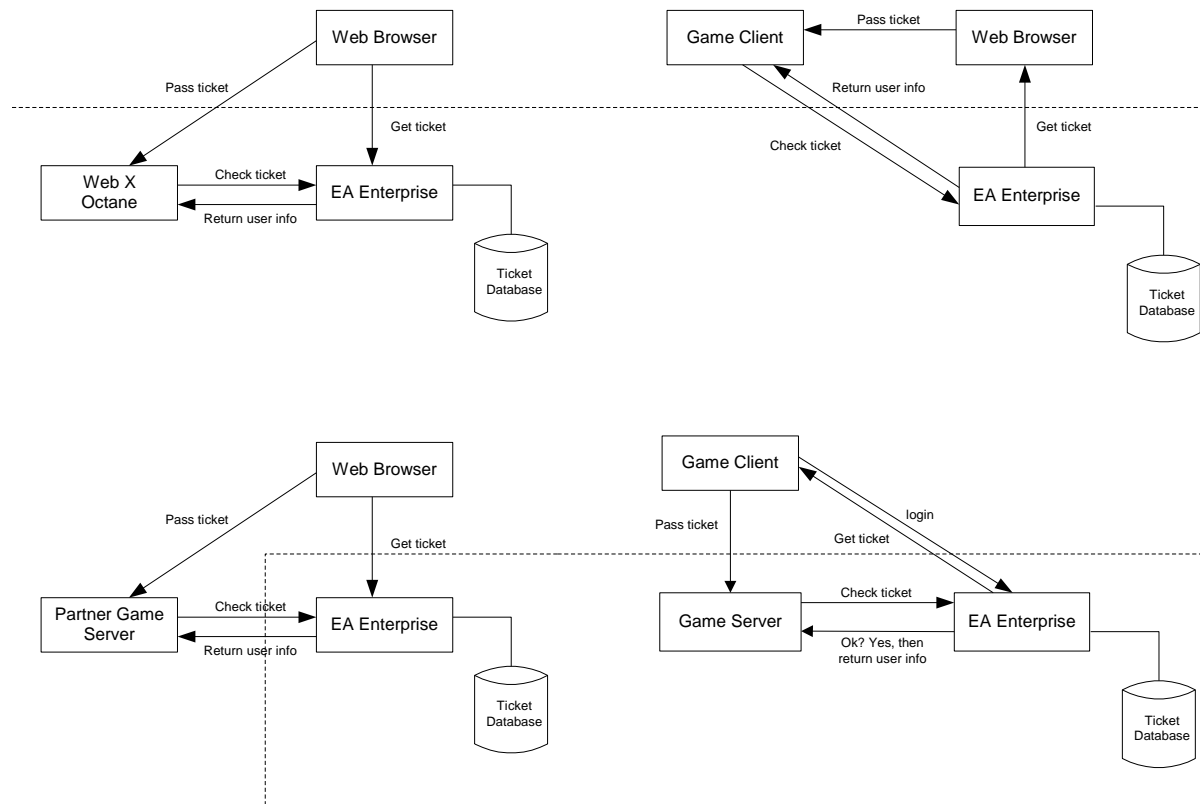 Web Browser
Pass ticket
Get ticket
Web X
Octane
Check ticket
Return user info
EA Enterprise
Ticket
Database
Game Client
Pass ticket
Web Browser
Return user info
Check ticket
Get ticket
EA Enterprise
Ticket
Database
Web Browser
Pass ticket
Get ticket
Partner Game
Server
Check ticket
Return user info
EA Enterprise
Ticket
Database
Game Client
Pass ticket
login
Get ticket
Game Server
Check ticket
Ok? Yes, then
return user info
EA Enterprise
Ticket
Database